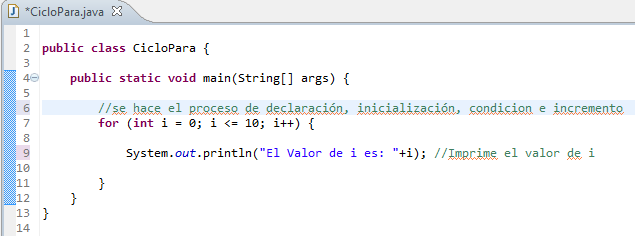 *CicloPara.java
1
2 public class CicloPara {
3
4 public static void main(String[] args) {
5
6 //se hace el proceso de declaración, inicialización, condicion e incremento
7 for (int i = 0; i <= 10; i++) {
8
9 System.out.println("El Valor de i es: "+i); //Imprime el valor de i
10
11 }
12 }
13 }
14